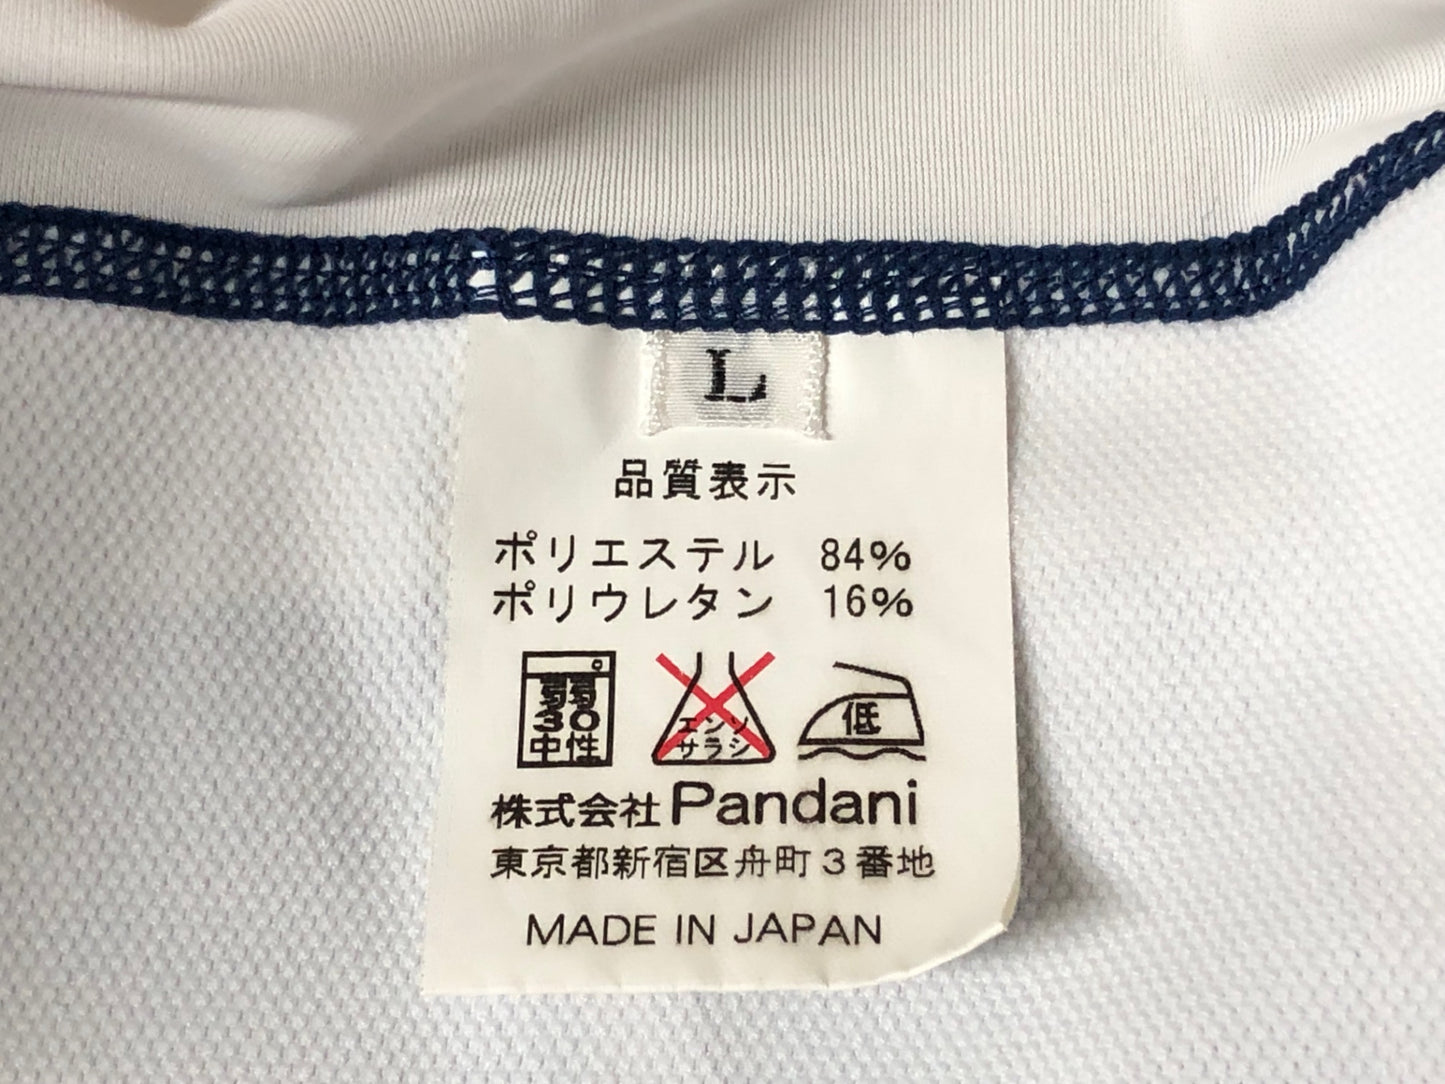 L
品質表示
ポリエステル 84%
ポリウレタン 16%
弱
30
中性
エンソ
サラシ
低
株式会社 Pandani
東京都新宿区舟町3番地
MADE IN JAPAN